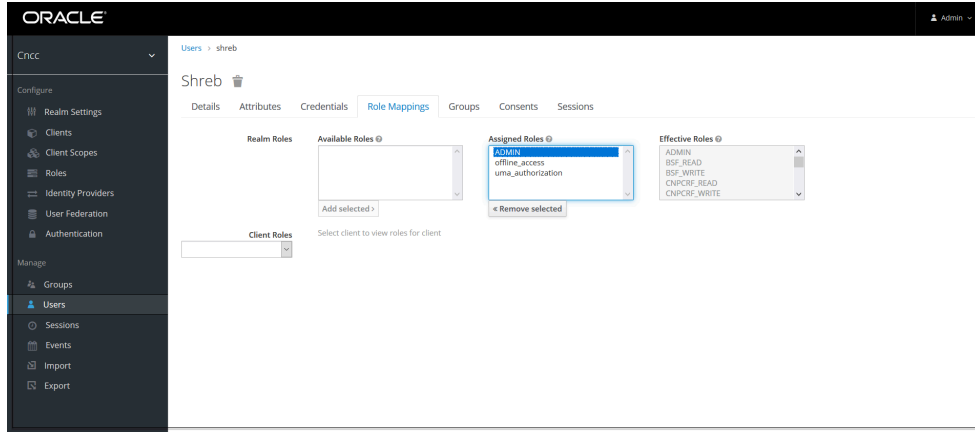 ORACLE
Admin
Cncc
Users > shreb
Shreb
Configure
Realm Settings
Clients
Client Scopes
Roles
Identity Providers
User Federation
Authentication
Manage
Groups
Users
Sessions
Events
Import
Export
Details Attributes Credentials Role Mappings Groups Consents Sessions
Realm Roles
Available Roles
Add selected >
Assigned Roles
ADMIN
offline_access
uma_authorization
« Remove selected
Effective Roles
ADMIN
BSF_READ
BSF_WRITE
CNPCRF_READ
CNPCRF_WRITE
Client Roles
Select client to view roles for client